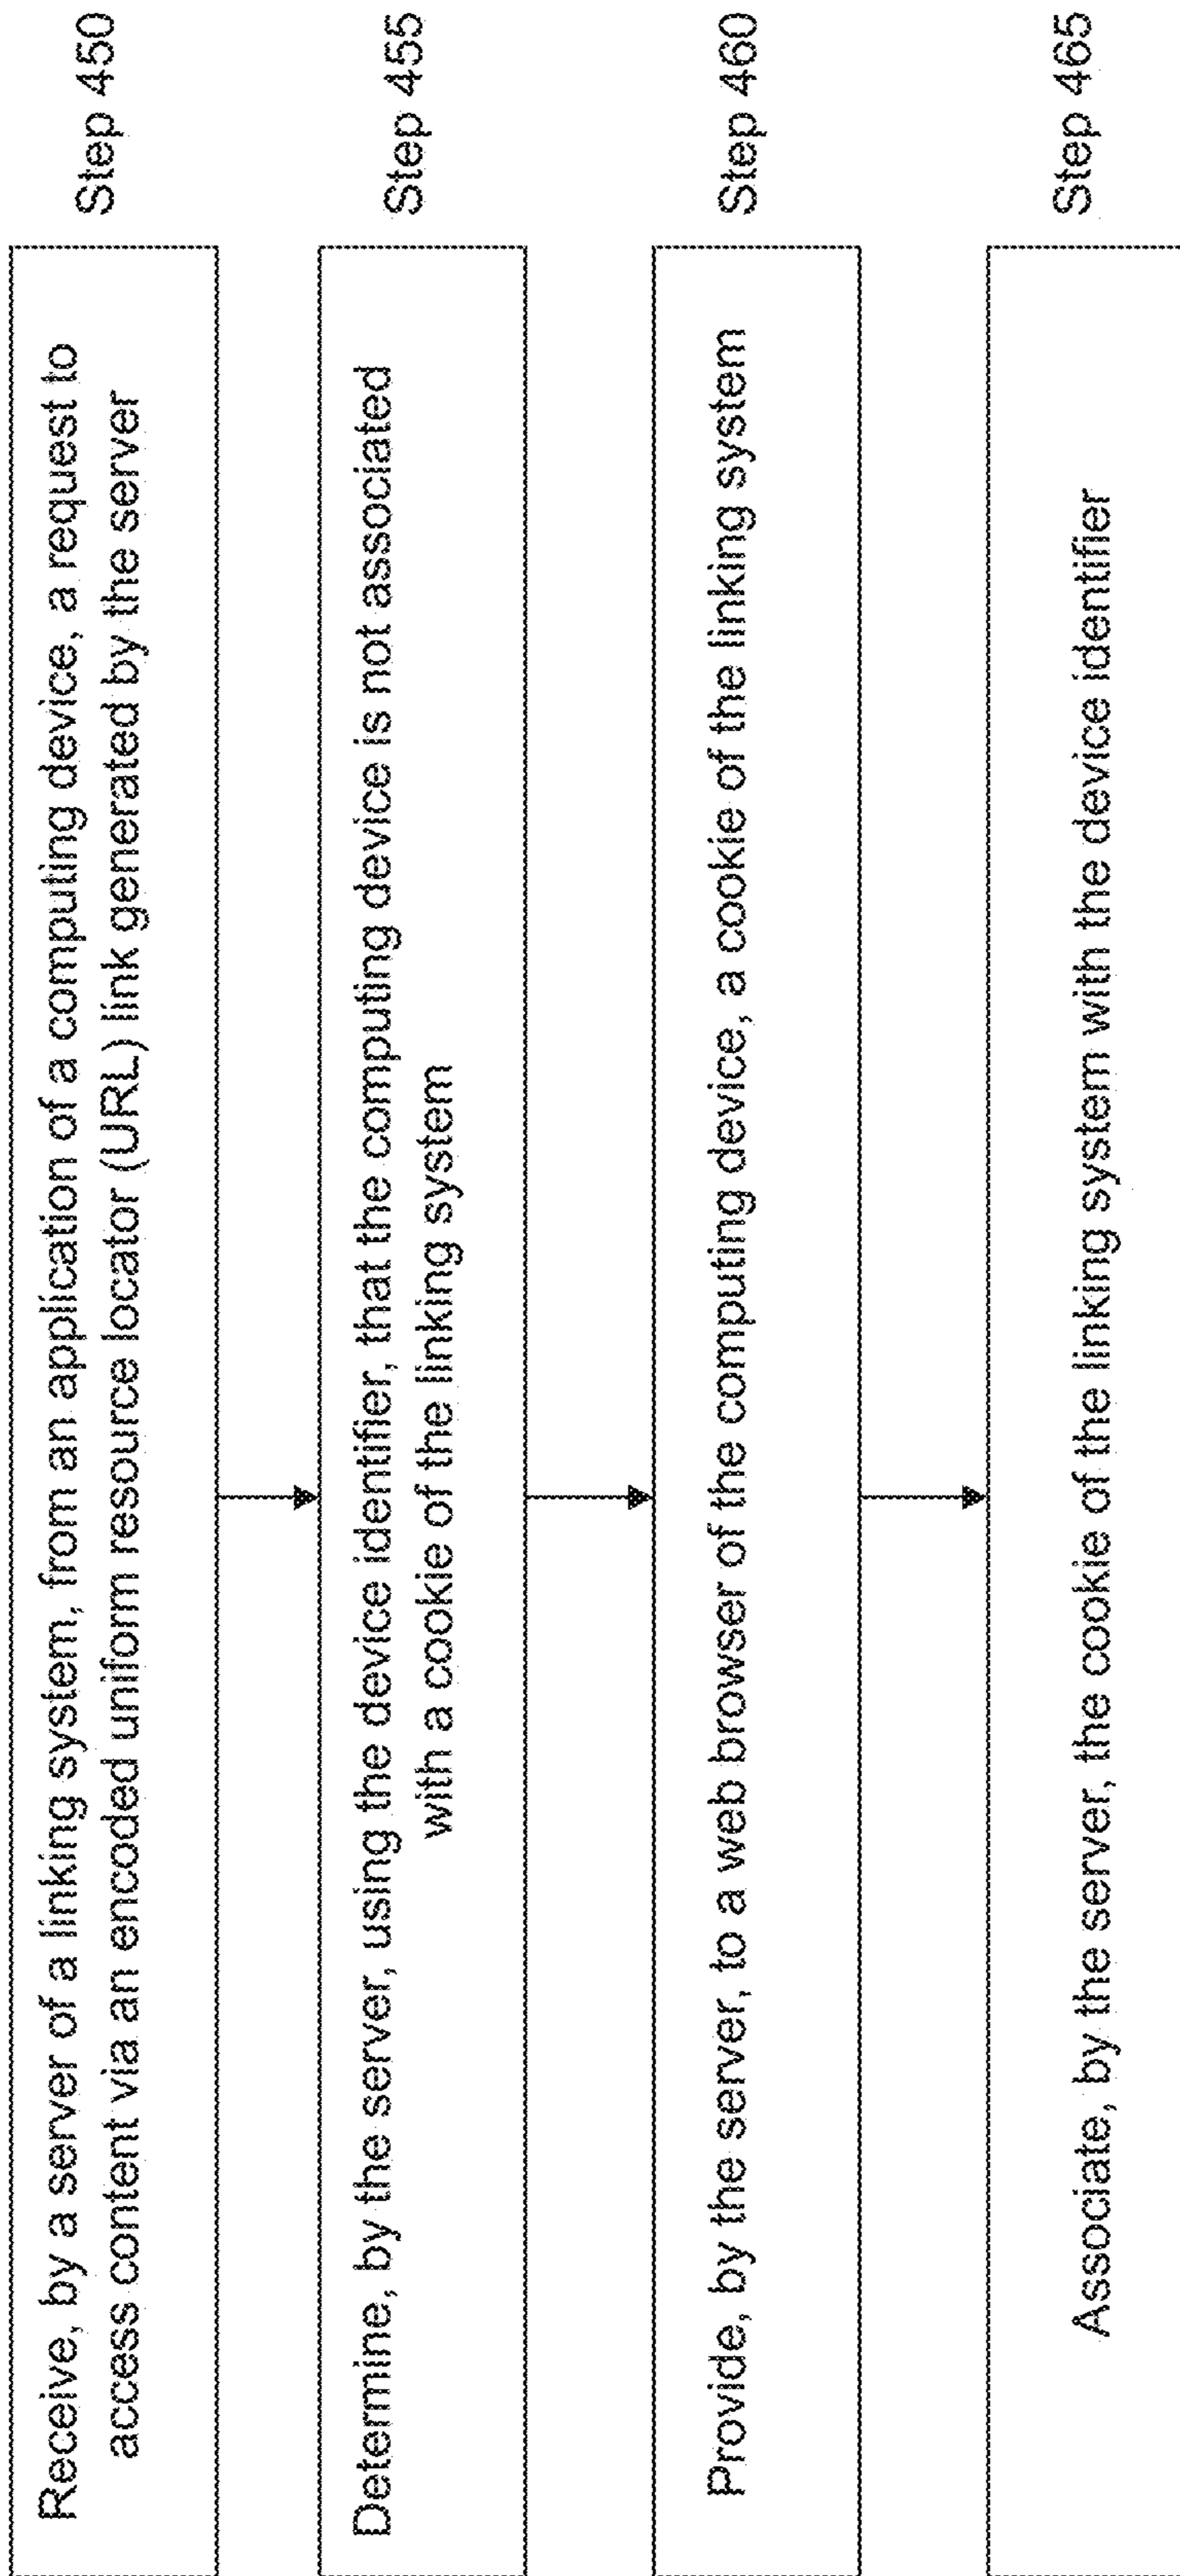 Receive, by a server of a linking system, from an application of a computing device, a request to
access content via an encoded uniform resource locator (URL) link generated by the server
Step 450
Determine, by the server, using the device identifier, that the computing device is not associated
with a cookie of the linking system
Step 455
Provide, by the server, to a web browser of the computing device, a cookie of the linking system
Step 460
Associate, by the server, the cookie of the linking system with the device identifier
Step 465